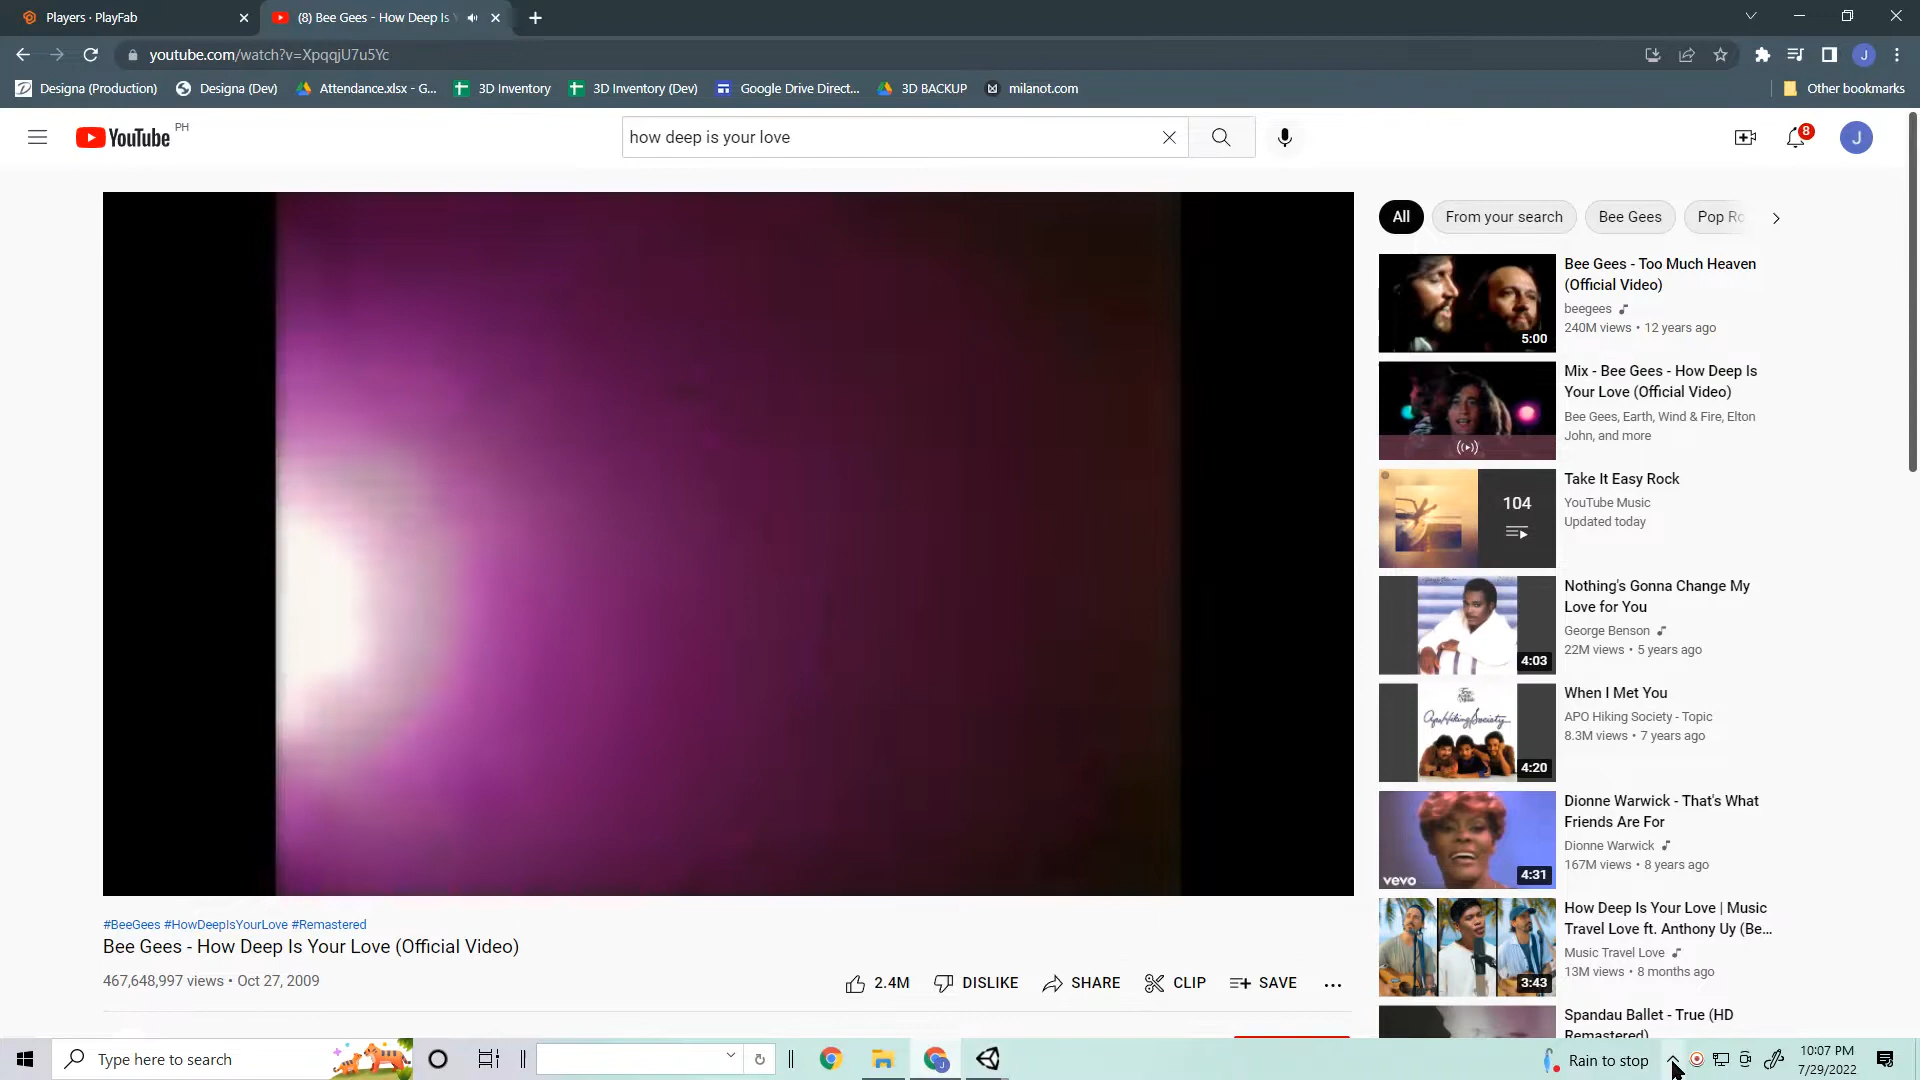 Players · PlayFab
(8) Bee Gees - How Deep Is
youtube.com/watch?v=XpqqjU7u5Yc
J
Designa (Production)
Designa (Dev)
Attendance.xlsx - G...
3D Inventory
3D Inventory (Dev)
Google Drive Direct...
3D BACKUP
milanot.com
Other bookmarks
YouTube PH
how deep is your love
8
J
All
From your search
Bee Gees
Pop Ro
Bee Gees - Too Much Heaven
(Official Video)
beegees
240M views • 12 years ago
5:00
Mix - Bee Gees - How Deep Is
Your Love (Official Video)
Bee Gees, Earth, Wind & Fire, Elton
John, and more
Take It Easy Rock
YouTube Music
Updated today
104
Nothing's Gonna Change My
Love for You
George Benson
22M views • 5 years ago
4:03
When I Met You
APO Hiking Society - Topic
8.3M views • 7 years ago
Apo Hiking Society
4:20
Dionne Warwick - That's What
Friends Are For
Dionne Warwick
167M views • 8 years ago
vevo
4:31
How Deep Is Your Love | Music
Travel Love ft. Anthony Uy (Be...
Music Travel Love
13M views • 8 months ago
3:43
Spandau Ballet - True (HD
Remastered)
#BeeGees #HowDeepIsYourLove #Remastered
Bee Gees - How Deep Is Your Love (Official Video)
467,648,997 views • Oct 27, 2009
2.4M
DISLIKE
SHARE
CLIP
SAVE
Type here to search
Rain to stop
10:07 PM
7/29/2022